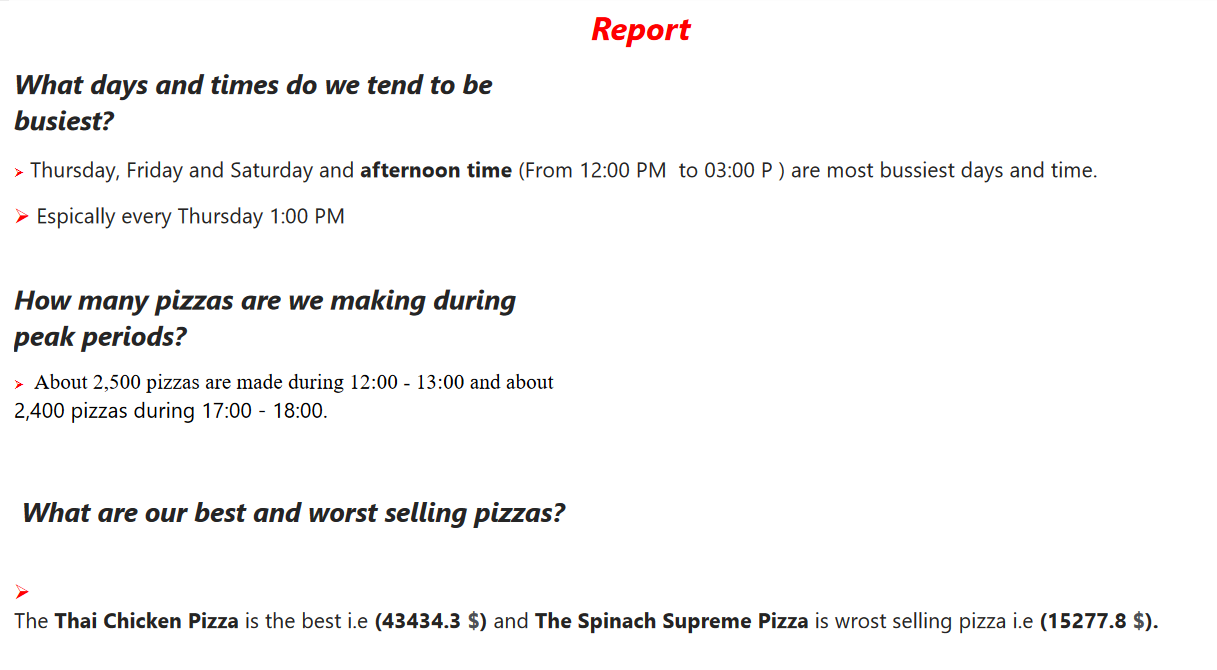 Report
What days and times do we tend to be
busiest?
➢ Thursday, Friday and Saturday and afternoon time (From 12:00 PM  to 03:00 P ) are most bussiest days and time.
➢ Espically every Thursday 1:00 PM
How many pizzas are we making during
peak periods?
➢ About 2,500 pizzas are made during 12:00 - 13:00 and about
2,400 pizzas during 17:00 - 18:00.
What are our best and worst selling pizzas?
➢
The Thai Chicken Pizza is the best i.e (43434.3 $) and The Spinach Supreme Pizza is wrost selling pizza i.e (15277.8 $).